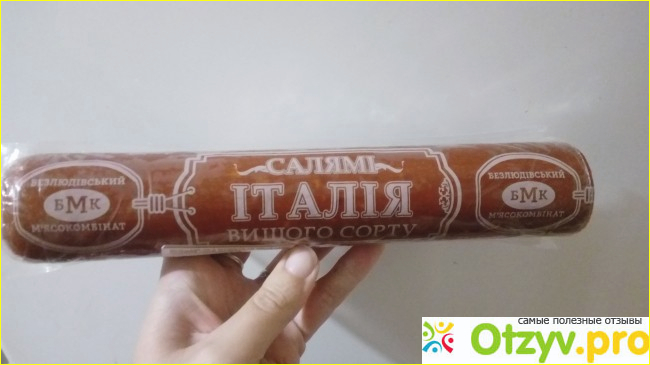 БЕЗЛЮДІВСЬКИЙ
БМК
М'ЯСОКОМБІНАТ
САЛЯМІ
ІТАЛІЯ
ВИЩОГО СОРТУ
БЕЗЛЮДІВСЬКИЙ
БМК
М'ЯСОКОМБІНАТ
самые полезные отзывы
Otzyv.pro